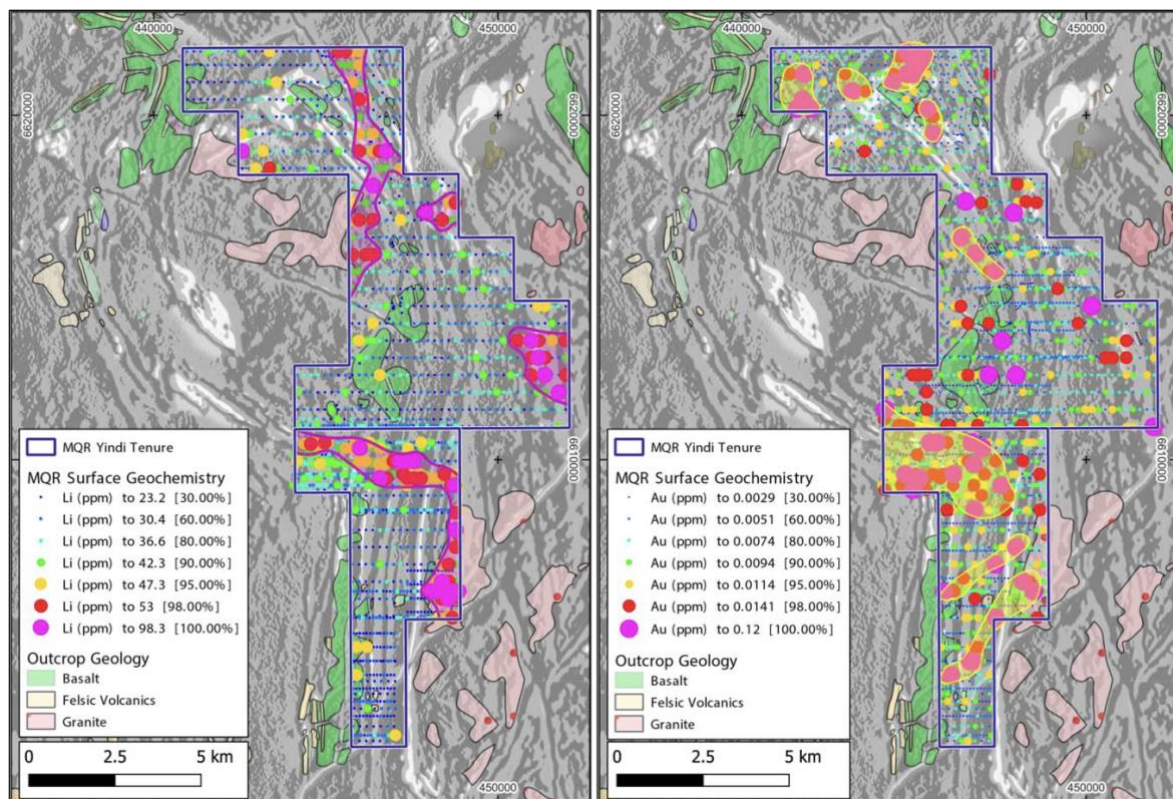 440000
450000
6620000
6620000
6610000
450000
MQR Yindi Tenure
MQR Surface Geochemistry
Li (ppm) to 23.2 [30.00%]
Li (ppm) to 30.4 [60.00%]
Li (ppm) to 36.6 [80.00%]
Li (ppm) to 42.3 [90.00%]
Li (ppm) to 47.3 [95.00%]
Li (ppm) to 53 [98.00%]
Li (ppm) to 98.3 [100.00%]
Outcrop Geology
Basalt
Felsic Volcanics
Granite
0 2.5 5 km
440000
450000
6620000
6620000
6610000
450000
MQR Yindi Tenure
MQR Surface Geochemistry
Au (ppm) to 0.0029 [30.00%]
Au (ppm) to 0.0051 [60.00%]
Au (ppm) to 0.0074 [80.00%]
Au (ppm) to 0.0094 [90.00%]
Au (ppm) to 0.0114 [95.00%]
Au (ppm) to 0.0141 [98.00%]
Au (ppm) to 0.12 [100.00%]
Outcrop Geology
Basalt
Felsic Volcanics
Granite
0 2.5 5 km